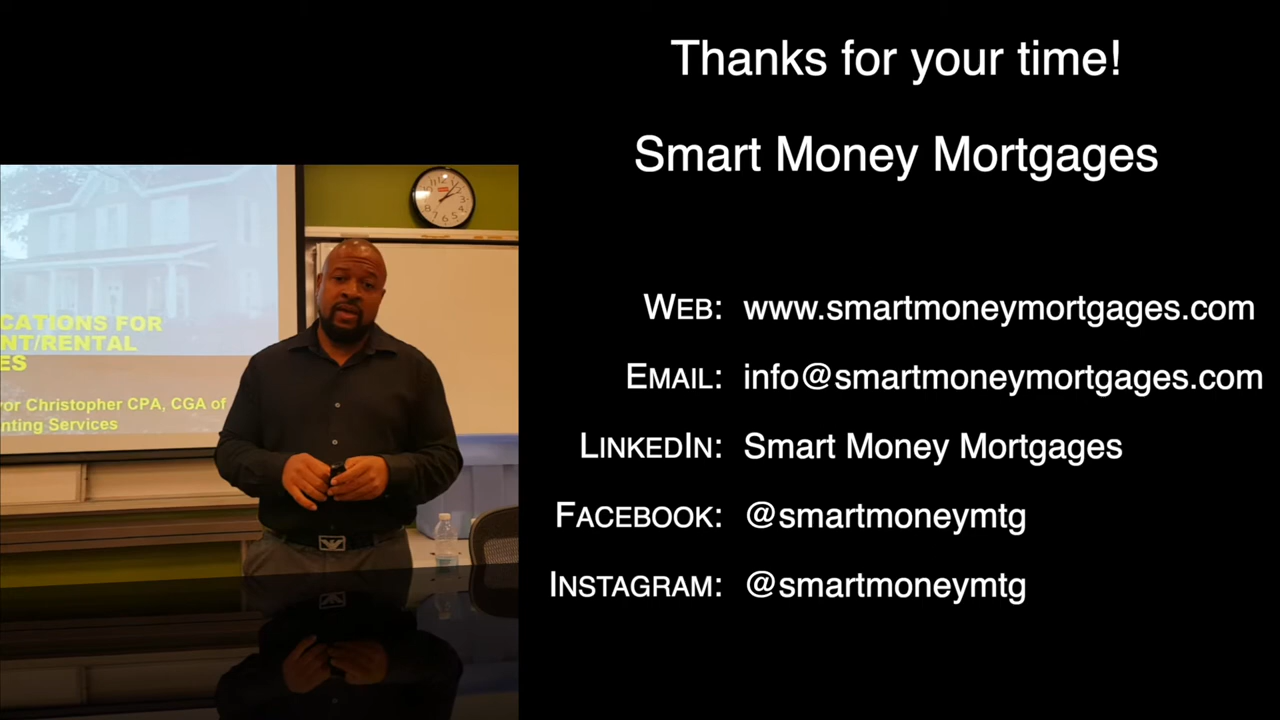 Thanks for your time!
Smart Money Mortgages
CATIONS FOR
NT/RENTAL
ES
vor Christopher CPA, CGA of
nting Services
WEB: www.smartmoneymortgages.com
EMAIL: info@smartmoneymortgages.com
LINKEDIN: Smart Money Mortgages
FACEBOOK: @smartmoneymtg
INSTAGRAM: @smartmoneymtg